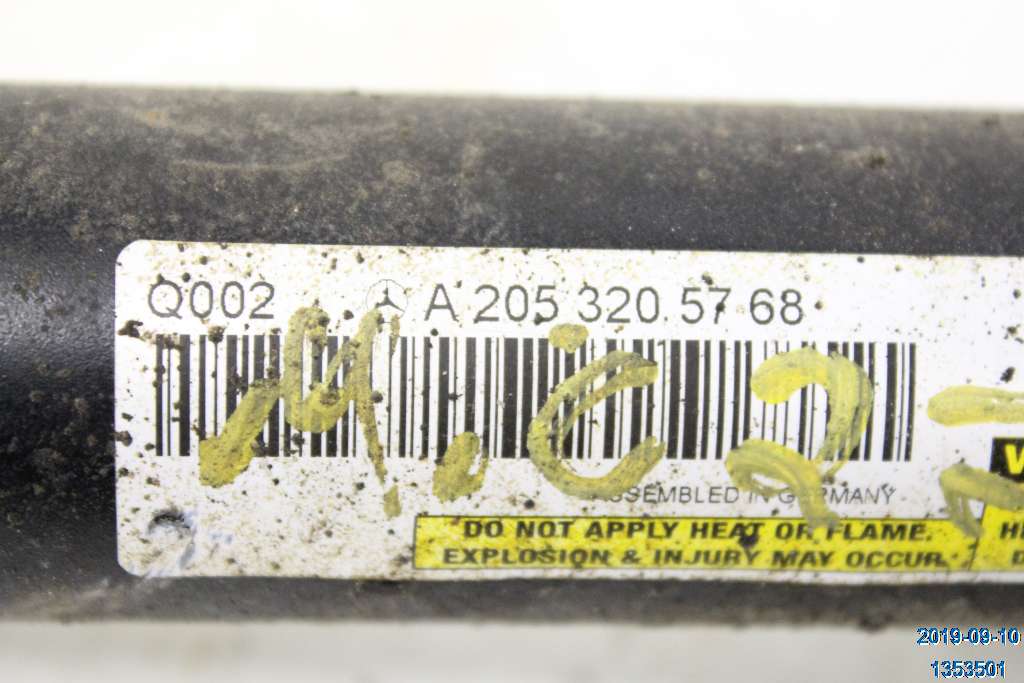 Q002 A 205 320 57 68
M.C2
ASSEMBLED IN GERMANY
DO NOT APPLY HEAT OR FLAME.
EXPLOSION & INJURY MAY OCCUR.
2019-09-10
1353501